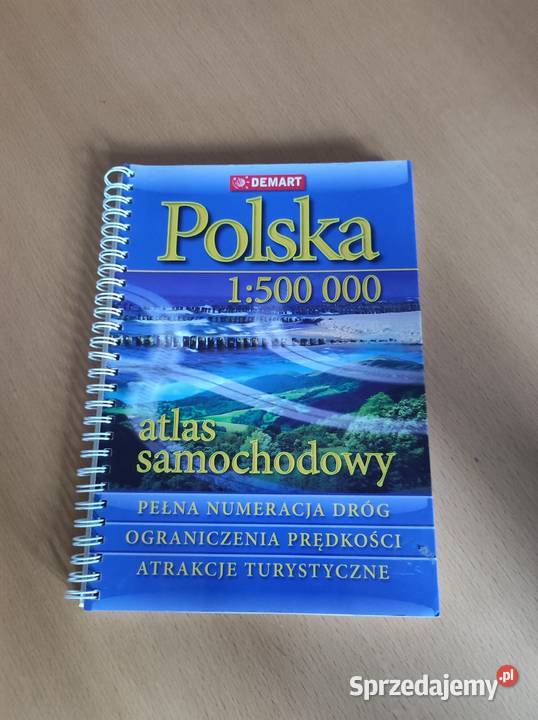 DEMART
Polska
1:500 000
atlas
samochodowy
PEŁNA NUMERACJA DRÓG
OGRANICZENIA PRĘDKOŚCI
ATRAKCJE TURYSTYCZNE
Sprzedajemy.pl